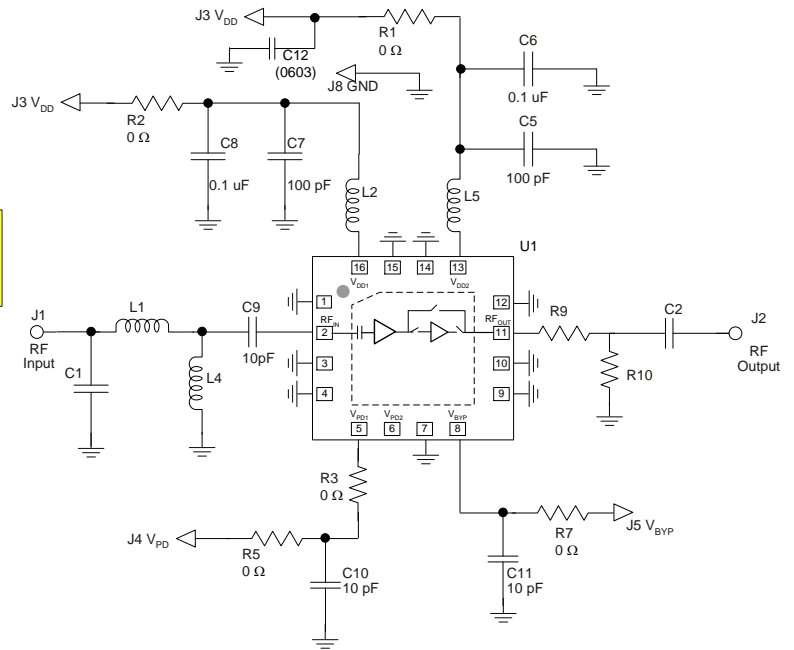 J3 VDD
R1
0 Ω
C12
(0603)
J8 GND
C6
0.1 uF
J3 VDD
R2
0 Ω
C8
0.1 uF
C7
100 pF
C5
100 pF
L2
L5
U1
16
15
14
13
VDD1
VDD2
1
12
J1
RF
Input
L1
C9
10pF
RFIN
2
RFOUT
11
R9
C2
J2
RF
Output
C1
L4
3
10
R10
4
9
VPD1
VPD2
VBYP
5
6
7
8
R3
0 Ω
J4 VPD
R5
0 Ω
C10
10 pF
R7
0 Ω
J5 VBYP
C11
10 pF